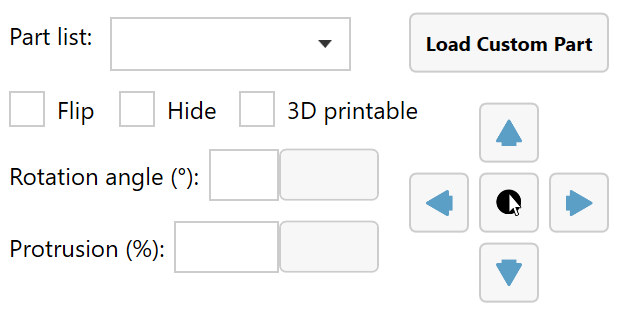 Part list:
Load Custom Part
Flip
Hide
3D printable
Rotation angle (°):
Protrusion (%):